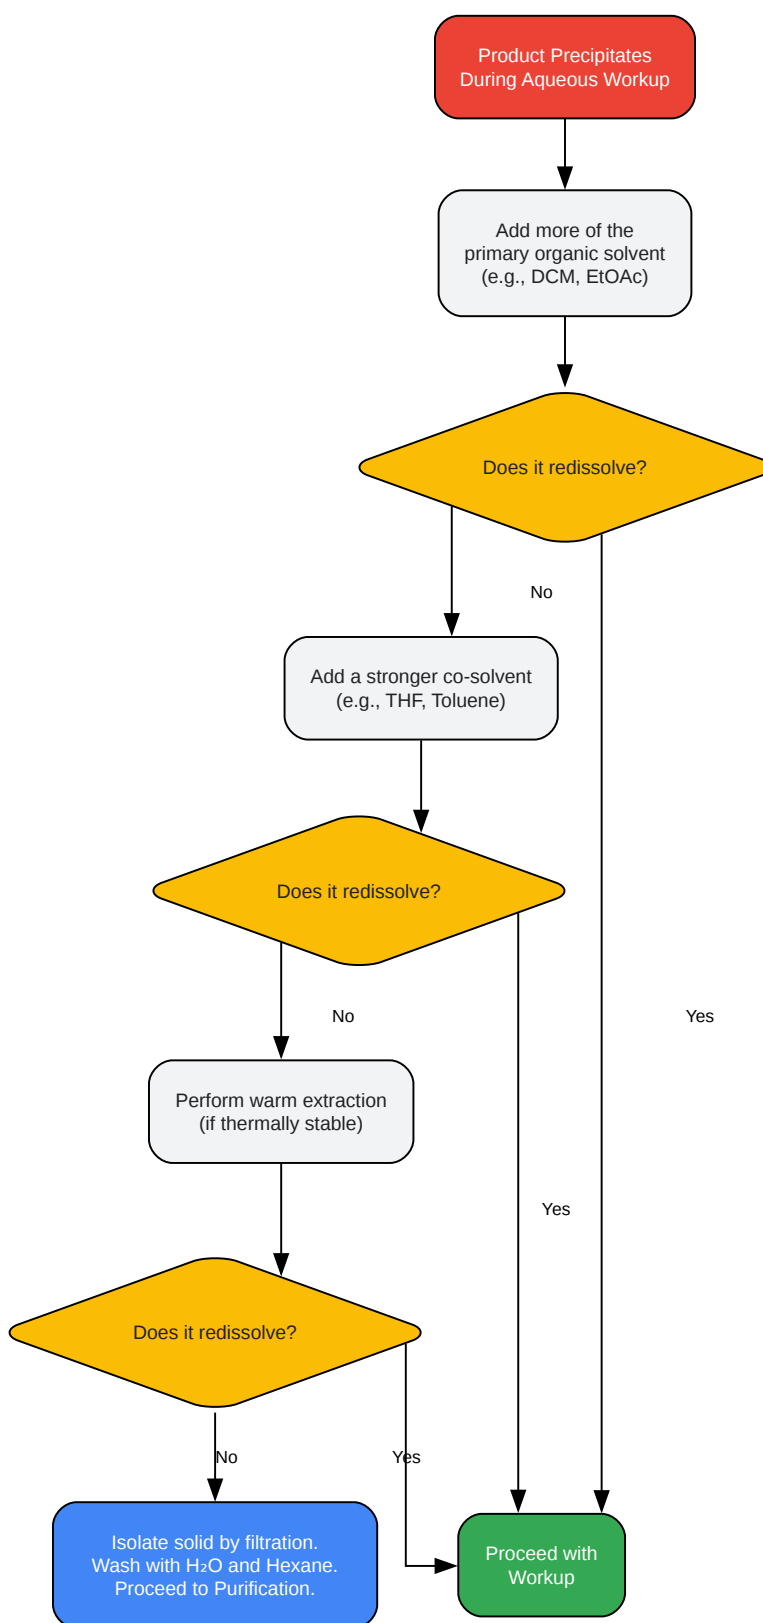 Product Precipitates
During Aqueous Workup
Add more of the
primary organic solvent
(e.g., DCM, EtOAc)
Does it redissolve?
No
Add a stronger co-solvent
(e.g., THF, Toluene)
Does it redissolve?
No
Yes
Perform warm extraction
(if thermally stable)
Yes
Does it redissolve?
No
Yes
Isolate solid by filtration.
Wash with H₂O and Hexane.
Proceed to Purification.
Proceed with
Workup